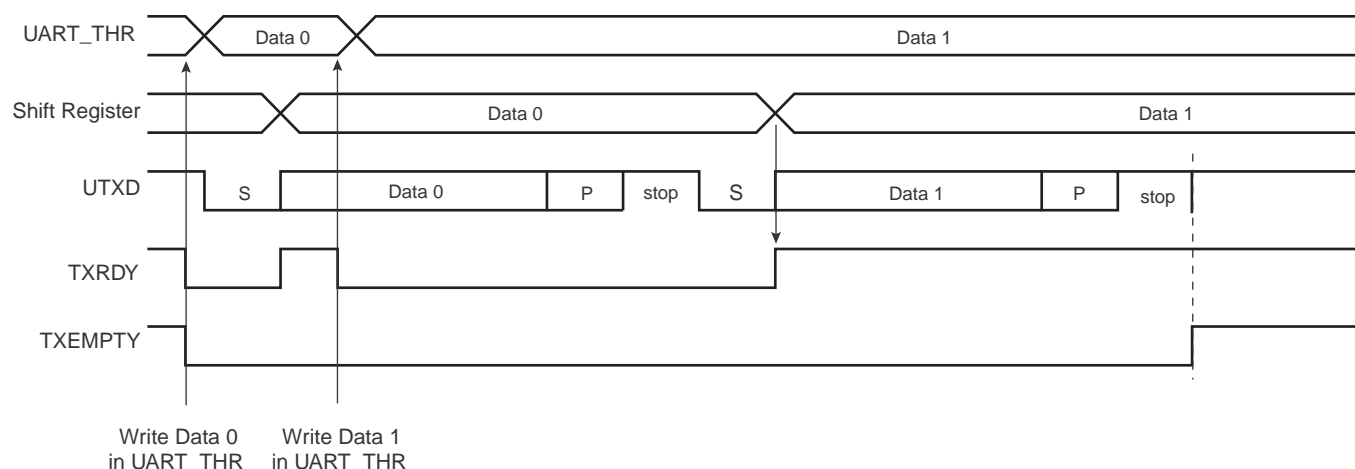 UART_THR Data 0 Data 1
Shift Register Data 0 Data 1
UTXD S Data 0 P stop S Data 1 P stop
TXRDY
TXEMPTY
Write Data 0 Write Data 1
in UART_THR in UART_THR